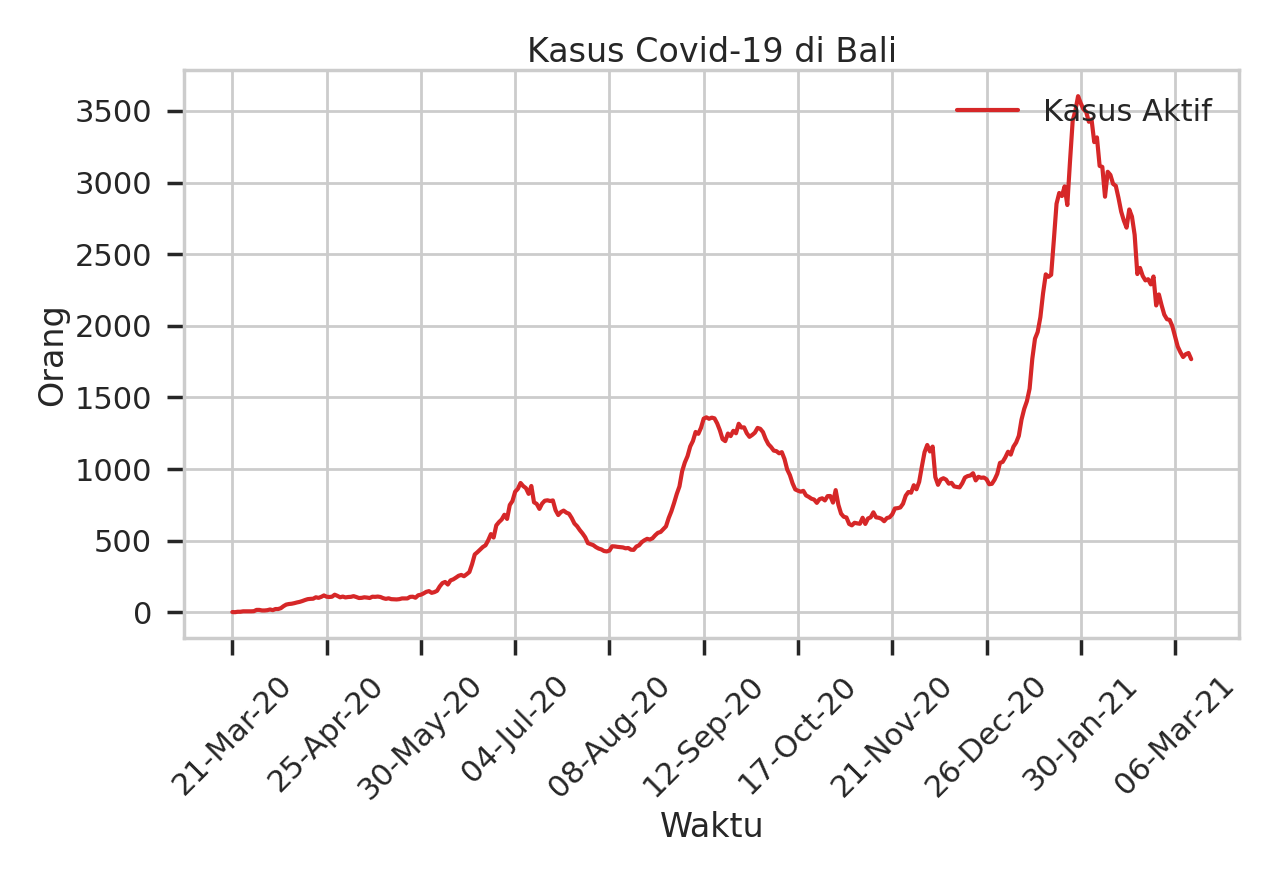 Kasus Covid-19 di Bali
Kasus Aktif
3500
3000
2500
2000
1500
1000
500
0
Orang
21-Mar-20
25-Apr-20
30-May-20
04-Jul-20
08-Aug-20
12-Sep-20
17-Oct-20
21-Nov-20
26-Dec-20
30-Jan-21
06-Mar-21
Waktu